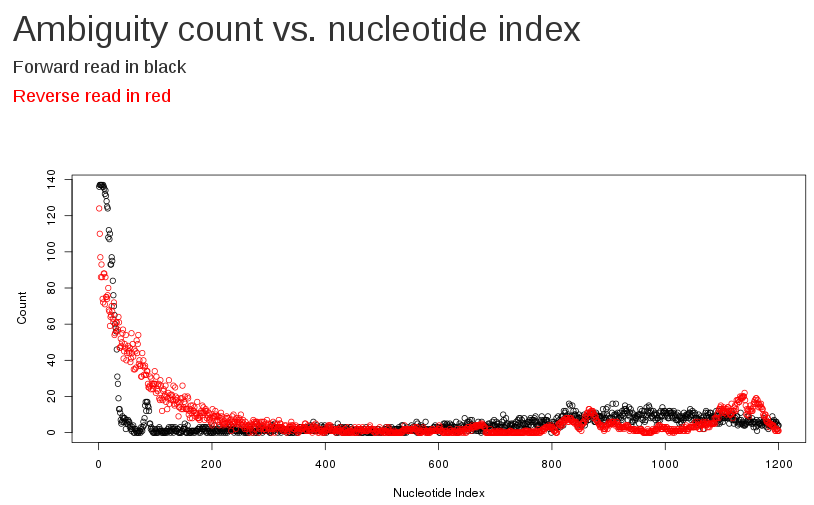 Ambiguity count vs. nucleotide index
Forward read in black
Reverse read in red
140
120
100
80
60
40
20
0
Count
0 200 400 600 800 1000 1200
Nucleotide Index